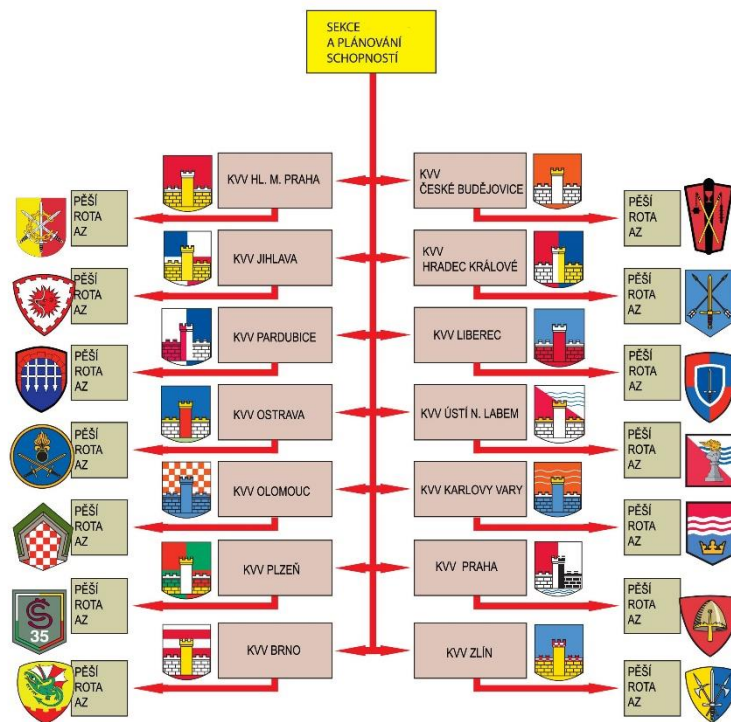 SEKCE
A PLÁNOVÁNÍ
SCHOPNOSTÍ
KVV HL. M. PRAHA
KVV
ČESKÉ BUDĚJOVICE
PĚŠÍ
ROTA
AZ
PĚŠÍ
ROTA
AZ
KVV JIHLAVA
KVV
HRADEC KRÁLOVÉ
PĚŠÍ
ROTA
AZ
PĚŠÍ
ROTA
AZ
KVV PARDUBICE
KVV LIBEREC
PĚŠÍ
ROTA
AZ
PĚŠÍ
ROTA
AZ
KVV OSTRAVA
KVV ÚSTÍ N. LABEM
PĚŠÍ
ROTA
AZ
PĚŠÍ
ROTA
AZ
KVV OLOMOUC
KVV KARLOVY VARY
PĚŠÍ
ROTA
AZ
PĚŠÍ
ROTA
AZ
KVV PLZEŇ
KVV PRAHA
ČS
35
PĚŠÍ
ROTA
AZ
PĚŠÍ
ROTA
AZ
KVV BRNO
KVV ZLÍN
PĚŠÍ
ROTA
AZ
PĚŠÍ
ROTA
AZ